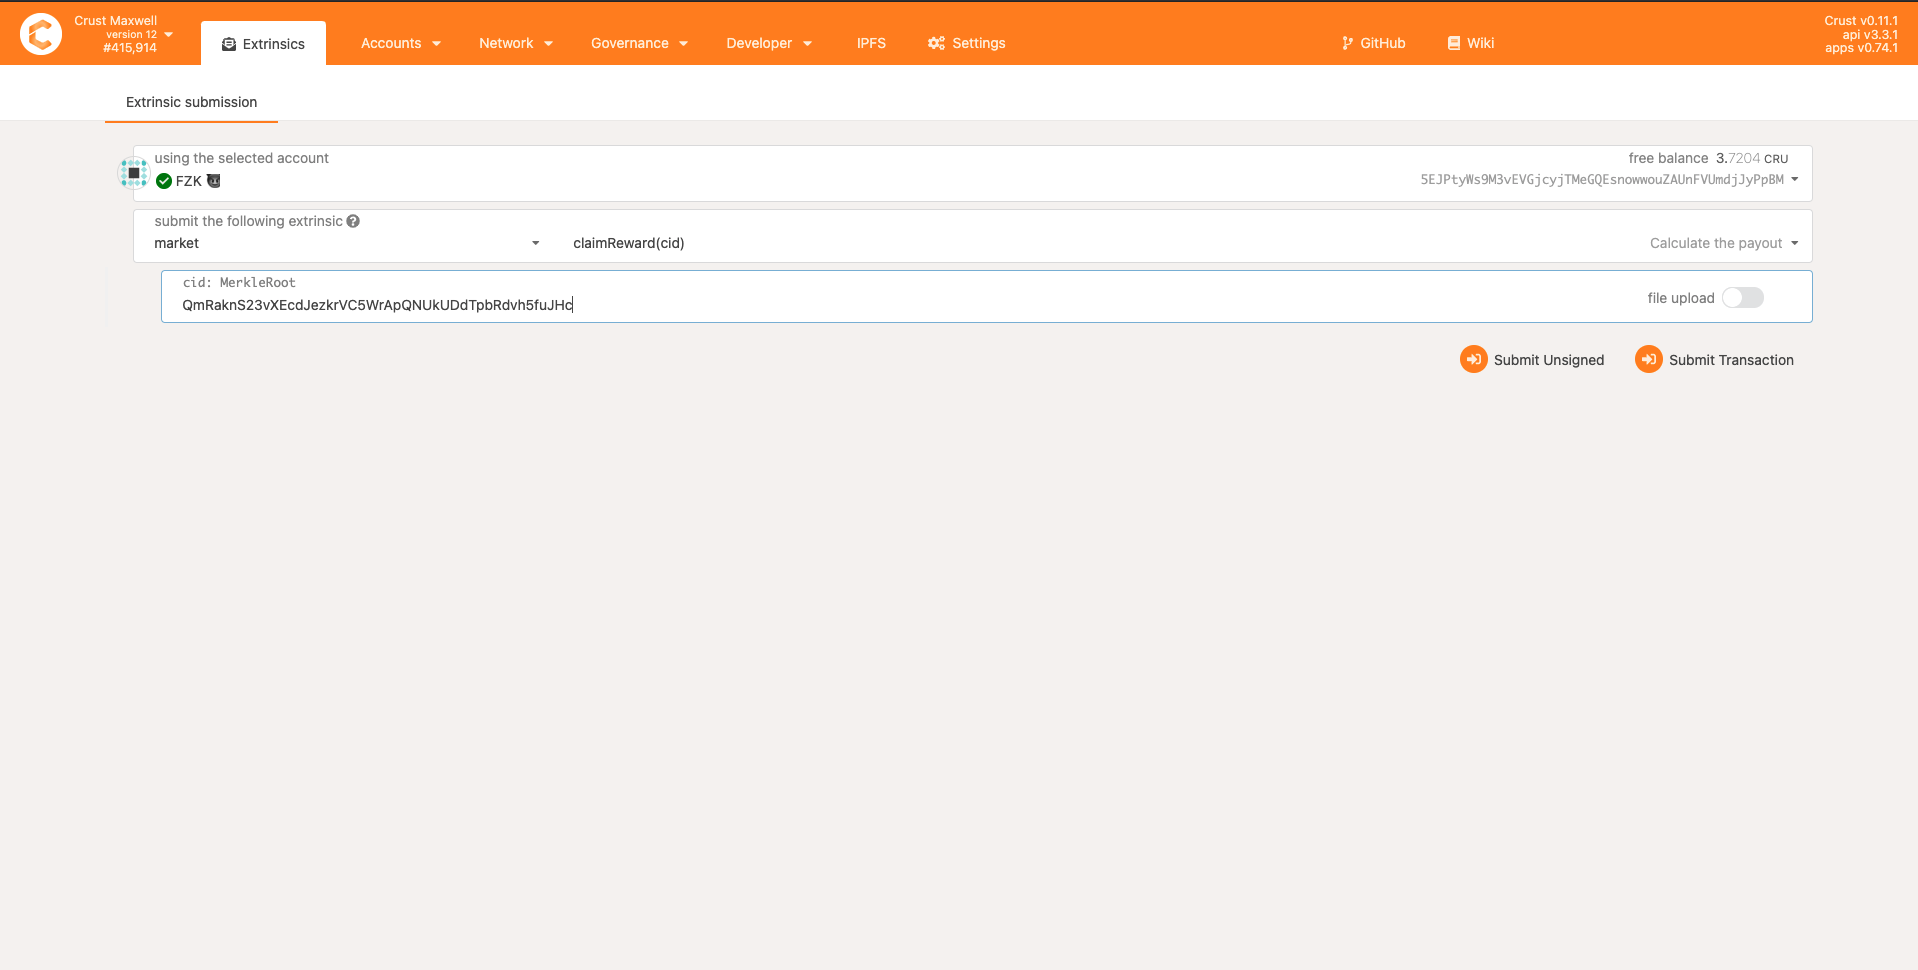 Crust Maxwell
version 12
#415,914
Extrinsics
Accounts
Network
Governance
Developer
IPFS
Settings
GitHub
Wiki
Crust v0.11.1
api v3.3.1
apps v0.74.1
Extrinsic submission
using the selected account
free balance 3.7204 CRU
FZK
5EJPtyWs9M3vEVGjcyjTMeGQEsnowwouZAUnFVUmdjJyPpBM
submit the following extrinsic
market
claimReward(cid)
Calculate the payout
cid: MerkleRoot
QmRaknS23vXEcdJezkrVC5WrApQNUkUDdTpbRdvh5fuJHc
file upload
Submit Unsigned
Submit Transaction